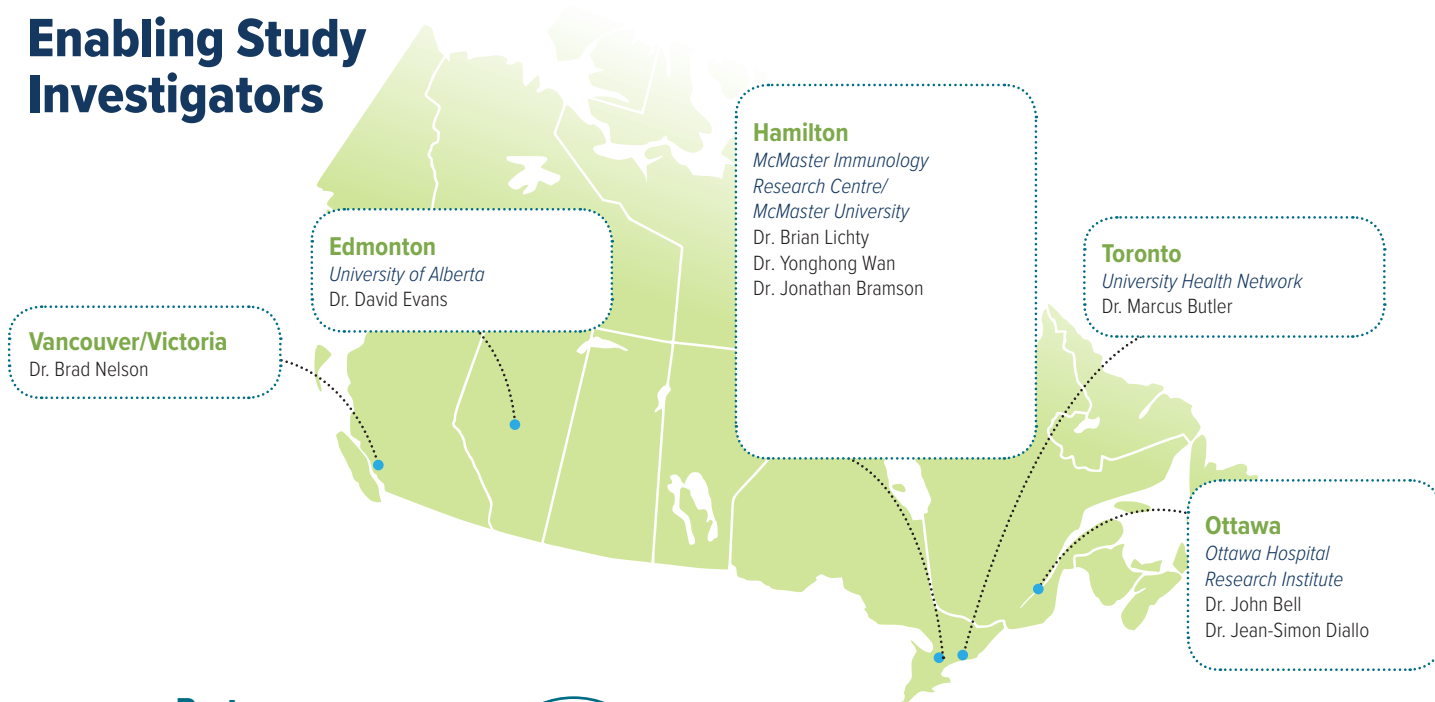 Enabling Study
Investigators
Hamilton
McMaster Immunology
Research Centre/
McMaster University
Dr. Brian Lichty
Dr. Yonghong Wan
Dr. Jonathan Bramson
Edmonton
University of Alberta
Dr. David Evans
Toronto
University Health Network
Dr. Marcus Butler
Vancouver/Victoria
Dr. Brad Nelson
Ottawa
Ottawa Hospital
Research Institute
Dr. John Bell
Dr. Jean-Simon Diallo